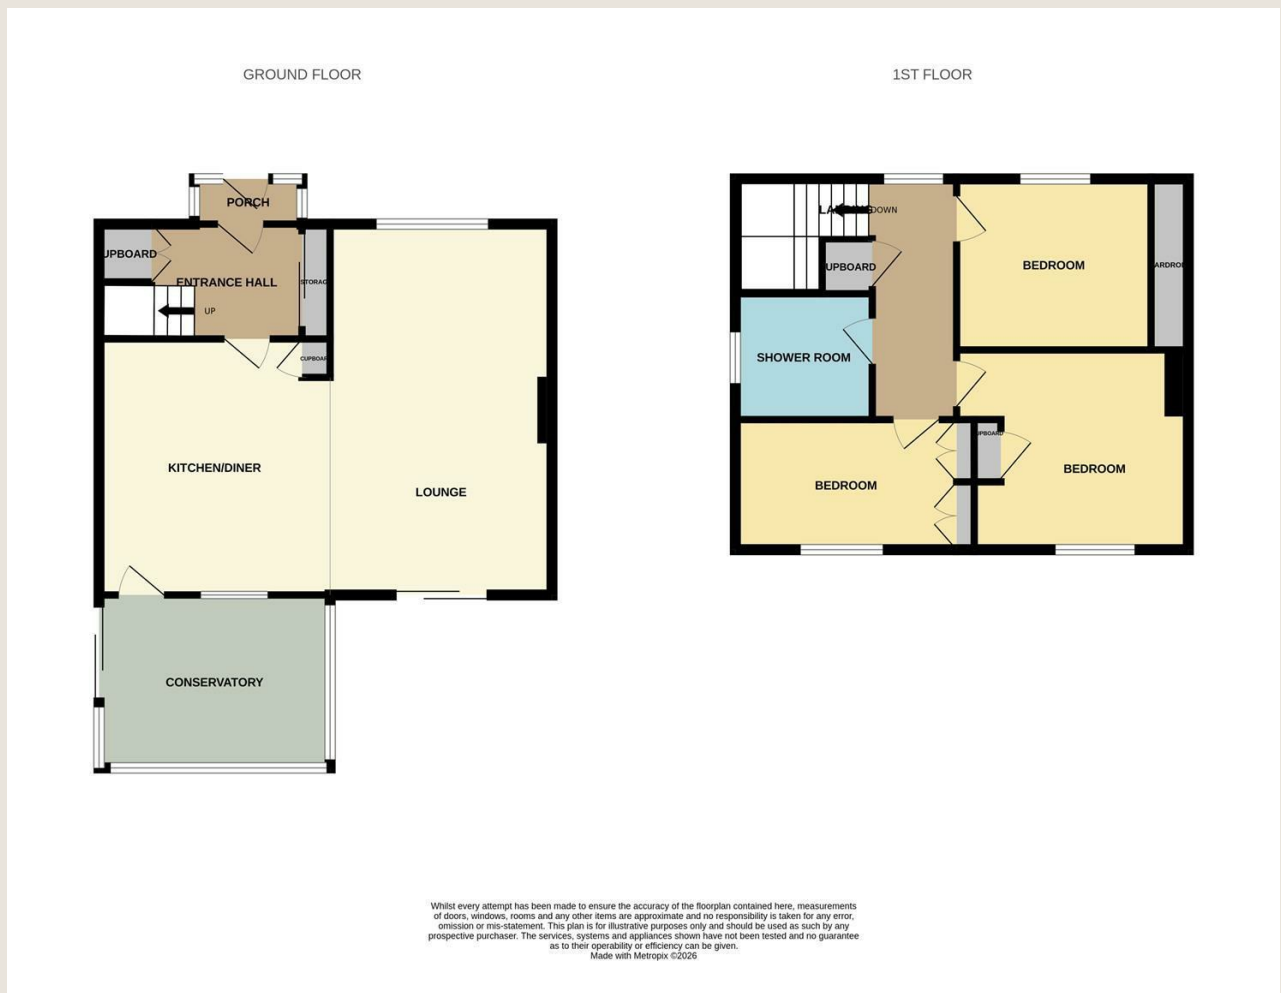 GROUND FLOOR
1ST FLOOR
PORCH
UPBOARD
ENTRANCE HALL
STORAG
UP
CUPBOAR
KITCHEN/DINER
LOUNGE
CONSERVATORY
DOWN
UPBOARD
BEDROOM
ARDRO
SHOWER ROOM
UPBOARD
BEDROOM
BEDROOM
Whilst every attempt has been made to ensure the accuracy of the floorplan contained here, measurements
of doors, windows, rooms and any other items are approximate and no responsibility is taken for any error,
omission or mis-statement. This plan is for illustrative purposes only and should be used as such by any
prospective purchaser. The services, systems and appliances shown have not been tested and no guarantee
as to their operability or efficiency can be given.
Made with Metropix ©2026